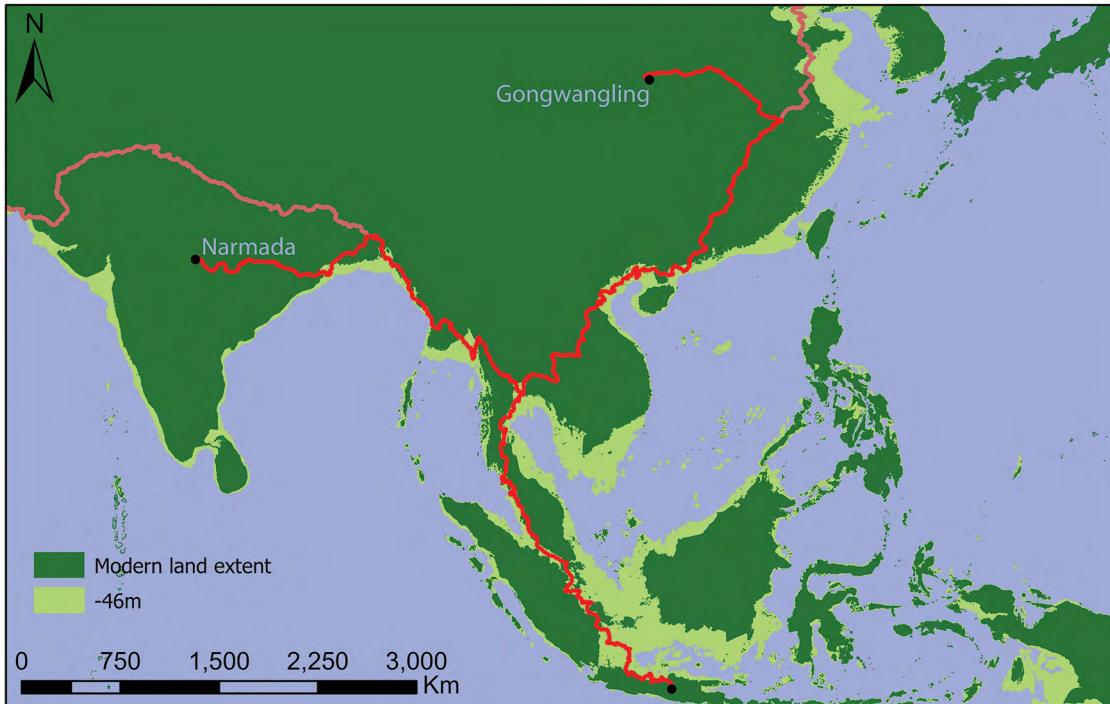 N
Gongwangling
Narmada
Modern land extent
-46m
0 750 1,500 2,250 3,000
Km